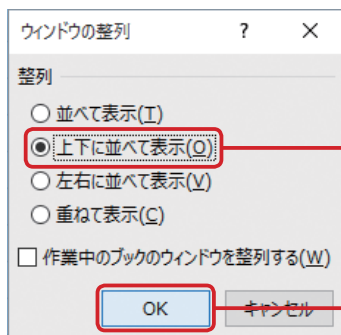 ウィンドウの整列 ?
整列
並べて表示(T)
上下に並べて表示(O)
左右に並べて表示(V)
重ねて表示(C)
作業中のブックのウィンドウを整列する(W)
OK キャンセル